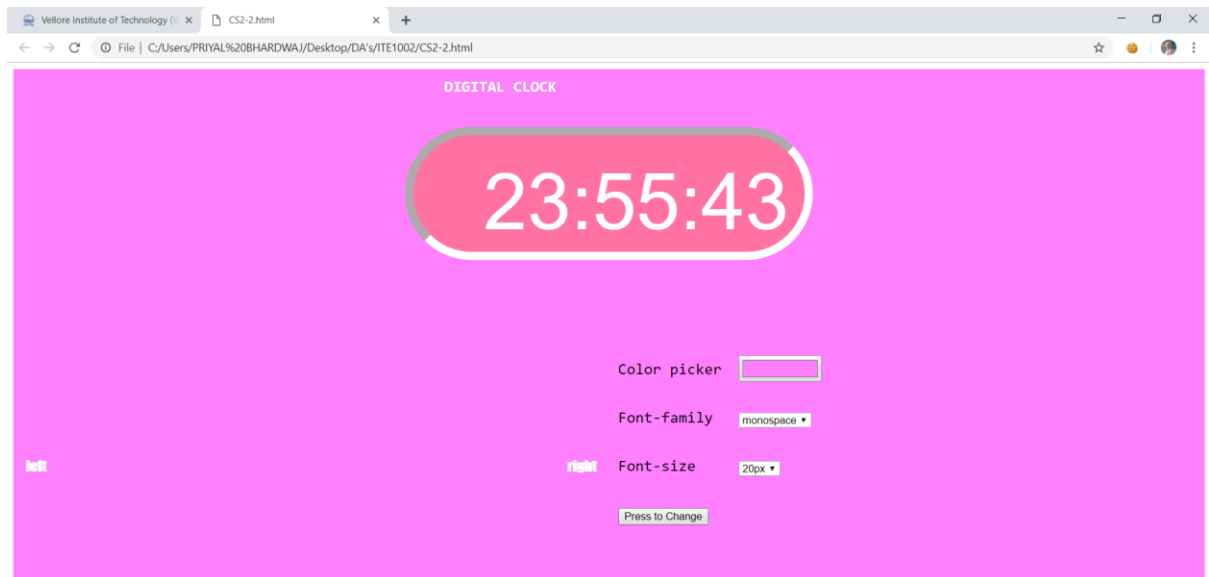 Vellore Institute of Technology (V
CS2-2.html
File | C:/Users/PRIYAL%20BHARDWAJ/Desktop/DA's/ITE1002/CS2-2.html
DIGITAL CLOCK
23:55:43
Color picker
Font-family monospace
left right Font-size 20px
Press to Change